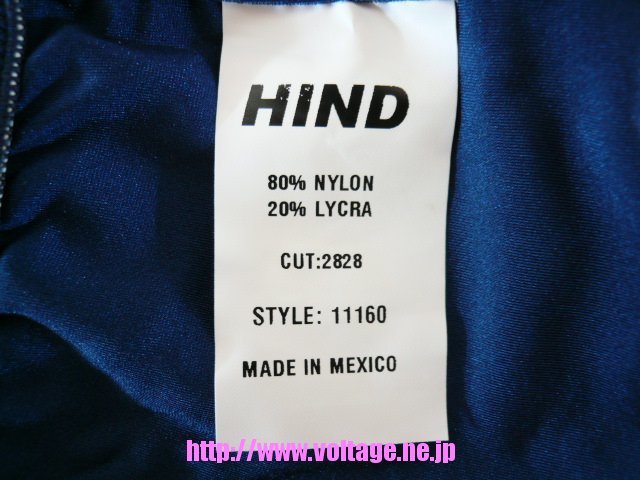 HIND
80% NYLON
20% LYCRA
CUT:2828
STYLE: 11160
MADE IN MEXICO
http://www.voltage.ne.jp